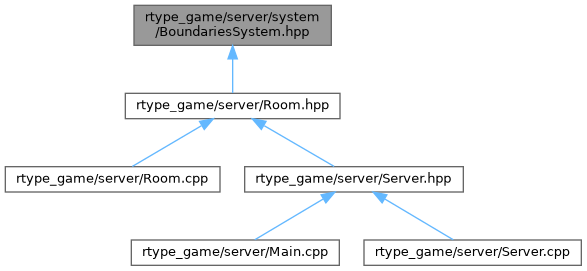 rtype_game/server/system
/BoundariesSystem.hpp
rtype_game/server/Room.hpp
rtype_game/server/Room.cpp
rtype_game/server/Server.hpp
rtype_game/server/Main.cpp
rtype_game/server/Server.cpp